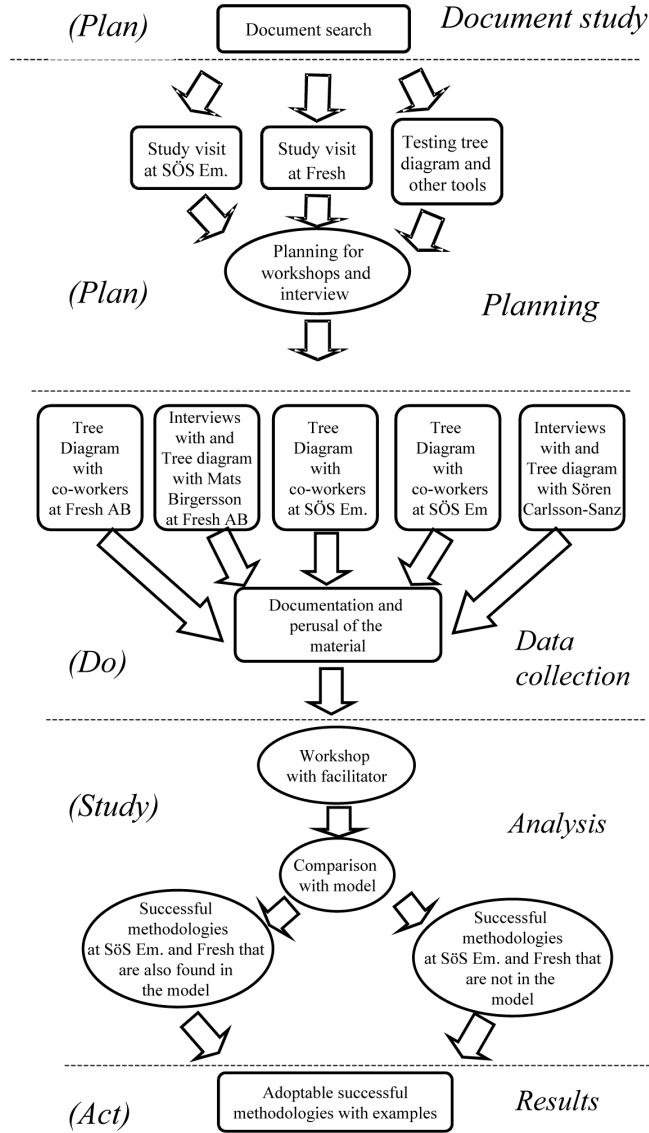 (Plan)
Document search
Document study
Study visit
at SÖS Em.
Study visit
at Fresh
Testing tree
diagram and
other tools
Planning for
workshops and
interview
(Plan)
Planning
Tree
Diagram
with
co-workers
at Fresh AB
Interviews
with and
Tree diagram
with Mats
Birgersson
at Fresh AB
Tree
Diagram
with
co-workers
at SÖS Em.
Tree
Diagram
with
co-workers
at SÖS Em
Interviews
with and
Tree diagram
with Sören
Carlsson-Sanz
Documentation and
perusal of the
material
(Do)
Data
collection
Workshop
with facilitator
(Study)
Analysis
Comparison
with model
Successful
methodologies
at SöS Em. and Fresh that
are also found in
the model
Successful
methodologies
at SöS Em. and Fresh that
are not in the
model
(Act)
Adoptable successful
methodologies with examples
Results